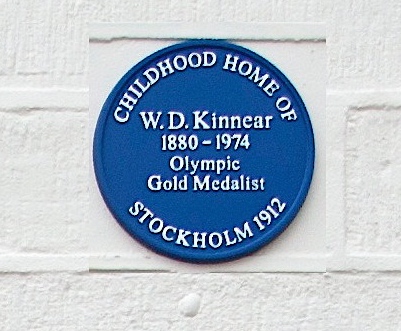 CHILDHOOD HOME OF
W.D. Kinnear
1880 - 1974
Olympic
Gold Medalist
STOCKHOLM 1912